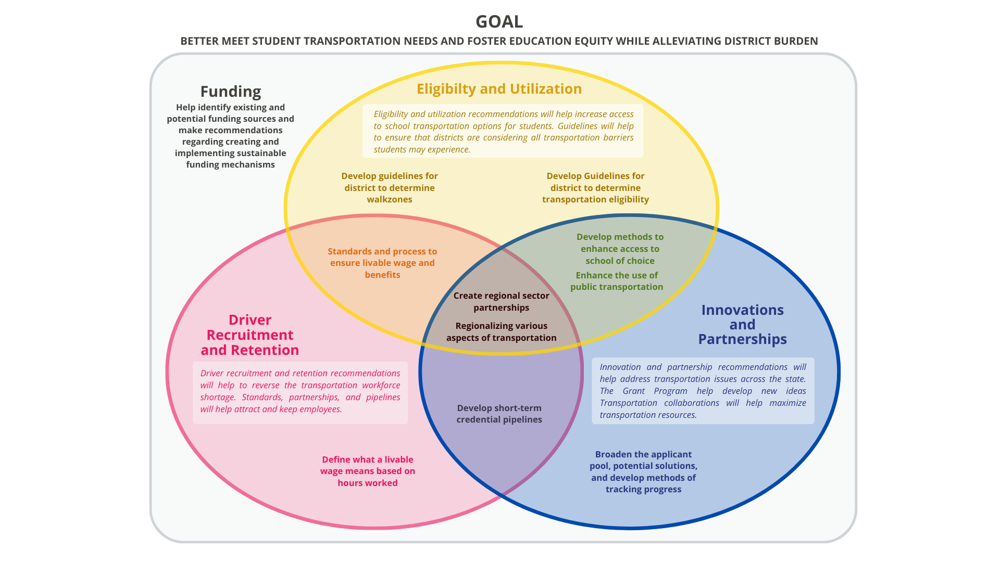 GOAL
BETTER MEET STUDENT TRANSPORTATION NEEDS AND FOSTER EDUCATION EQUITY WHILE ALLEVIATING DISTRICT BURDEN
Funding
Help identify existing and
potential funding sources and
make recommendations
regarding creating and
implementing sustainable
funding mechanisms
Eligibilty and Utilization
Eligibility and utilization recommendations will help increase access
to school transportation options for students. Guidelines will help
to ensure that districts are considering all transportation barriers
students may experience.
Develop guidelines for
district to determine
walkzones
Develop Guidelines for
district to determine
transportation eligibility
Standards and process to
ensure livable wage and
benefits
Develop methods to
enhance access to
school of choice
Enhance the use of
public transportation
Create regional sector
partnerships
Regionalizing various
aspects of transportation
Driver
Recruitment
and Retention
Driver recruitment and retention recommendations
will help to reverse the transportation workforce
shortage. Standards, partnerships, and pipelines
will help attract and keep employees.
Innovations
and
Partnerships
Innovation and partnership recommendations will
help address transportation issues across the state.
The Grant Program help develop new ideas
Transportation collaborations will help maximize
transportation resources.
Develop short-term
credential pipelines
Define what a livable
wage means based on
hours worked
Broaden the applicant
pool, potential solutions,
and develop methods of
tracking progress